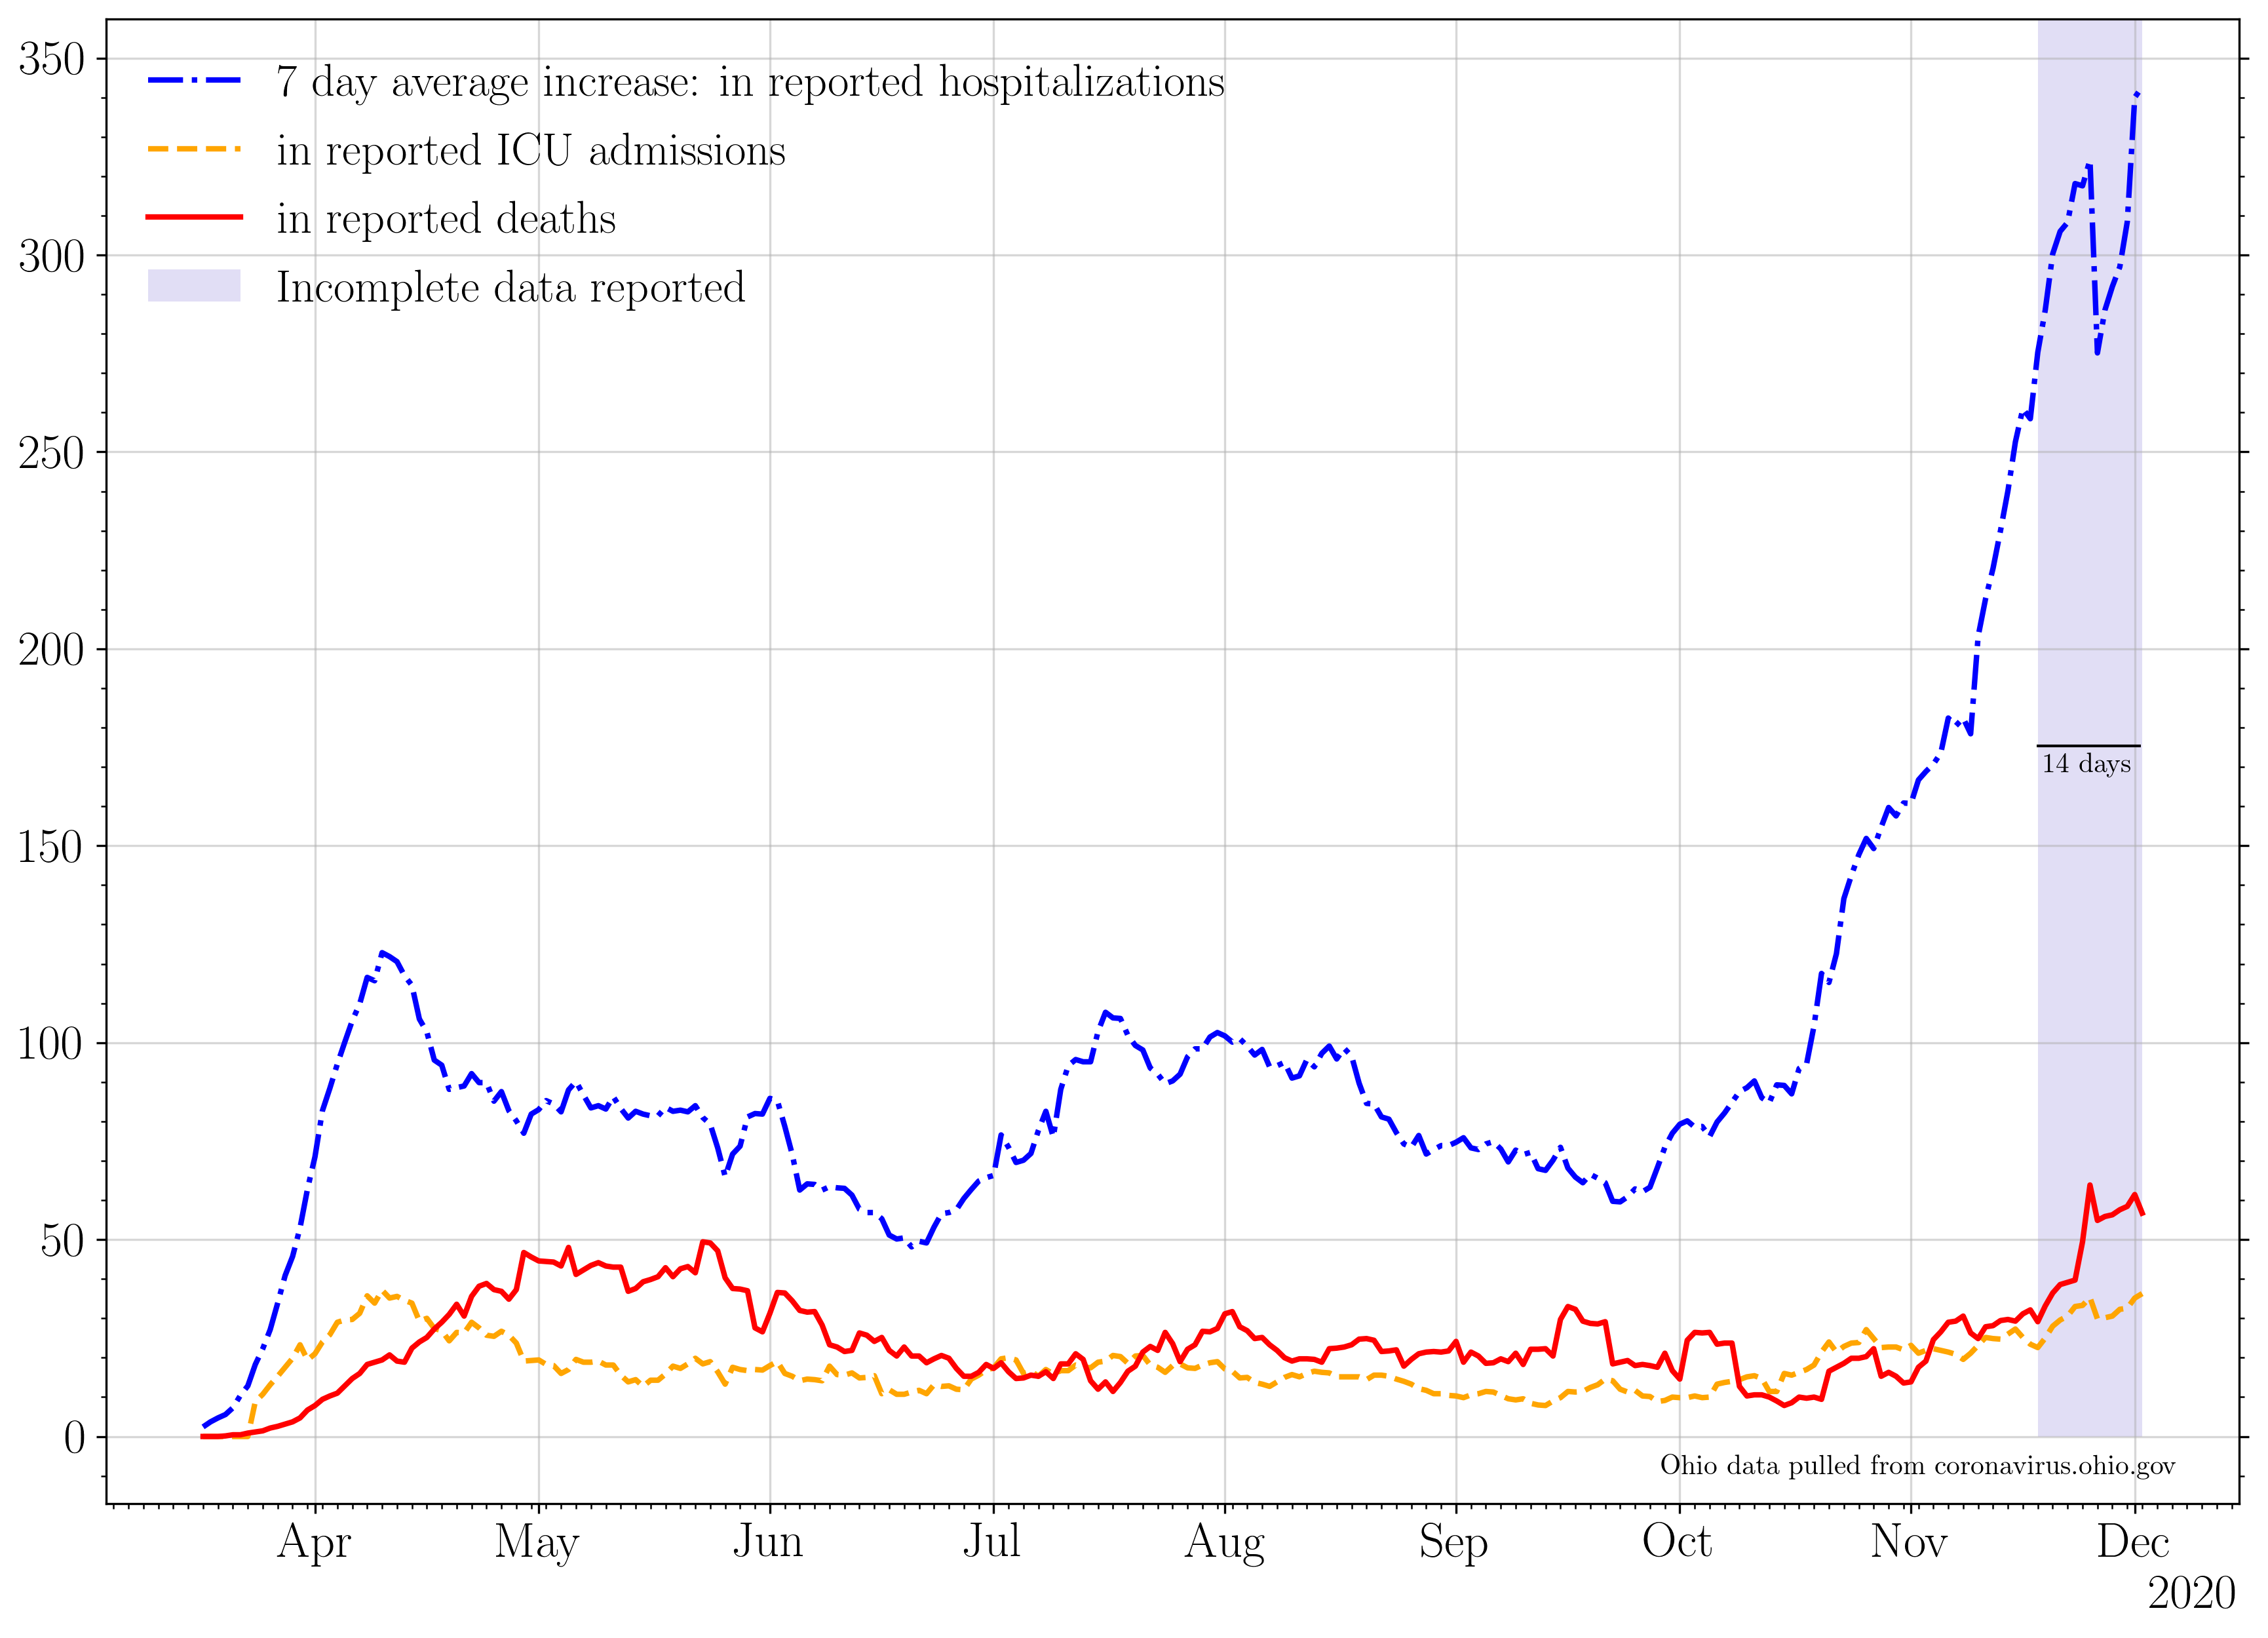 350
300
250
200
150
100
50
0
7 day average increase: in reported hospitalizations
in reported ICU admissions
in reported deaths
Incomplete data reported
14 days
Ohio data pulled from coronavirus.ohio.gov
Apr May Jun Jul Aug Sep Oct Nov Dec
2020